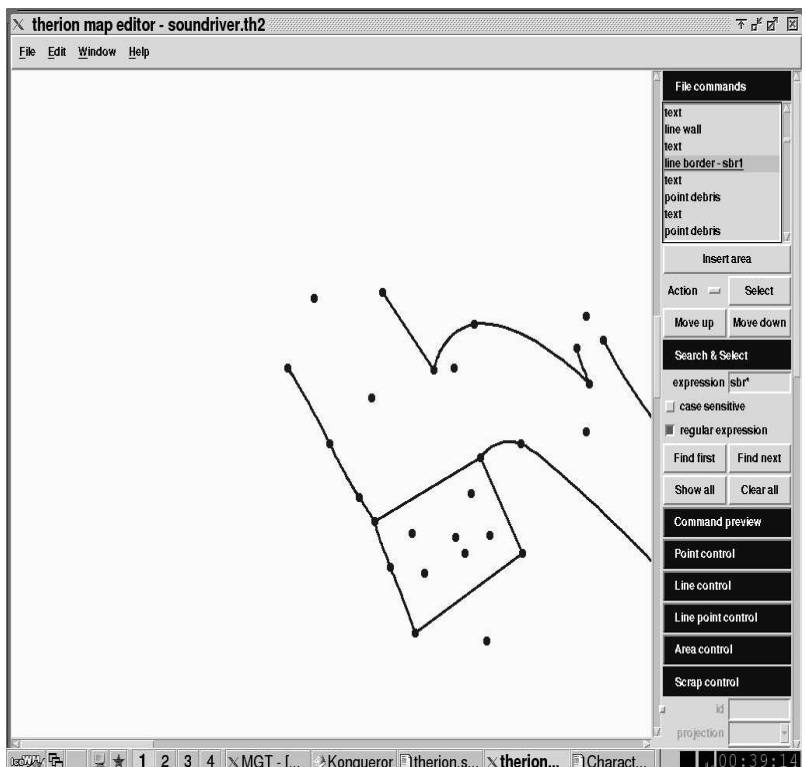 therion map editor - soundriver.th2
File Edit Window Help
File commands
text
line wall
text
line border - sbr1
text
point debris
text
point debris
Insert area
Action Select
Move up Move down
Search & Select
expression sbr*
case sensitive
regular expression
Find first Find next
Show all Clear all
Command preview
Point control
Line control
Line point control
Area control
Scrap control
id
projection
1 2 3 4 MGT - [... Konqueror therion.s... therion... Charact... 00:39:14